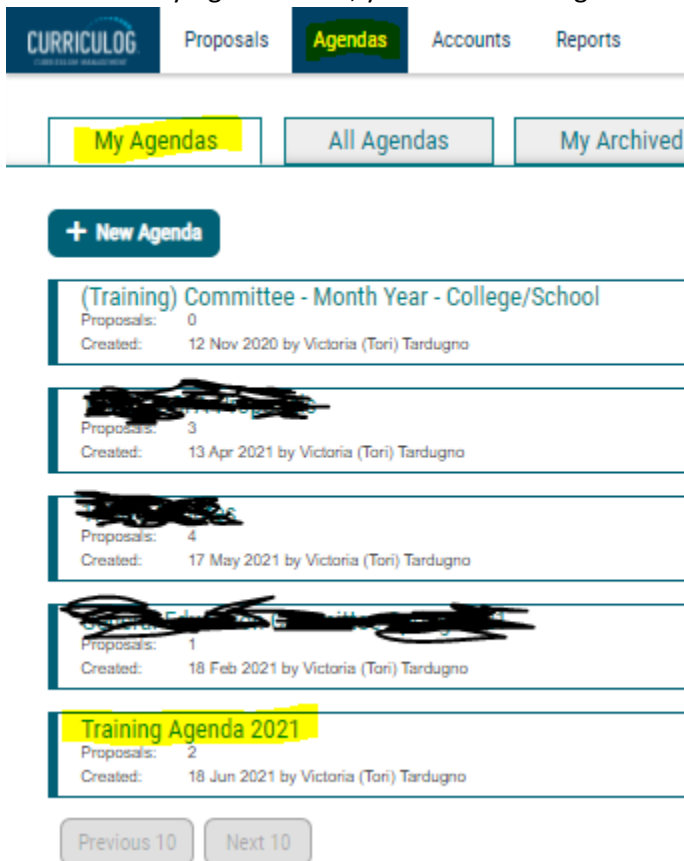 CURRICULOG Proposals Agendas Accounts Reports
CURRICULUM MANAGEMENT
My Agendas All Agendas My Archived
+ New Agenda
(Training) Committee - Month Year - College/School
Proposals: 0
Created: 12 Nov 2020 by Victoria (Tori) Tardugno
Proposals: 3
Created: 13 Apr 2021 by Victoria (Tori) Tardugno
Proposals: 4
Created: 17 May 2021 by Victoria (Tori) Tardugno
Proposals: 1
Created: 18 Feb 2021 by Victoria (Tori) Tardugno
Training Agenda 2021
Proposals: 2
Created: 18 Jun 2021 by Victoria (Tori) Tardugno
Previous 10 Next 10